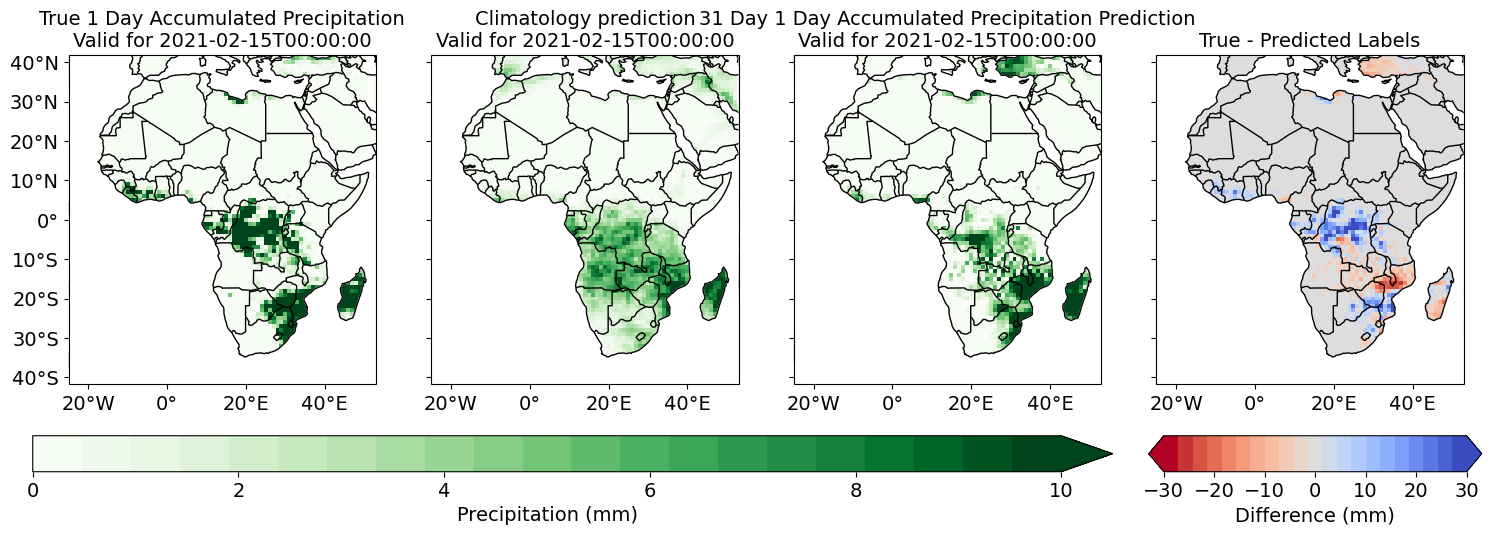 True 1 Day Accumulated Precipitation
Valid for 2021-02-15T00:00:00
Climatology prediction
Valid for 2021-02-15T00:00:00
31 Day 1 Day Accumulated Precipitation Prediction
Valid for 2021-02-15T00:00:00
True - Predicted Labels
40°N
30°N
20°N
10°N
0°
10°S
20°S
30°S
40°S
20°W 0° 20°E 40°E
20°W 0° 20°E 40°E
20°W 0° 20°E 40°E
20°W 0° 20°E 40°E
0 2 4 6 8 10
Precipitation (mm)
−30 −20 −10 0 10 20 30
Difference (mm)